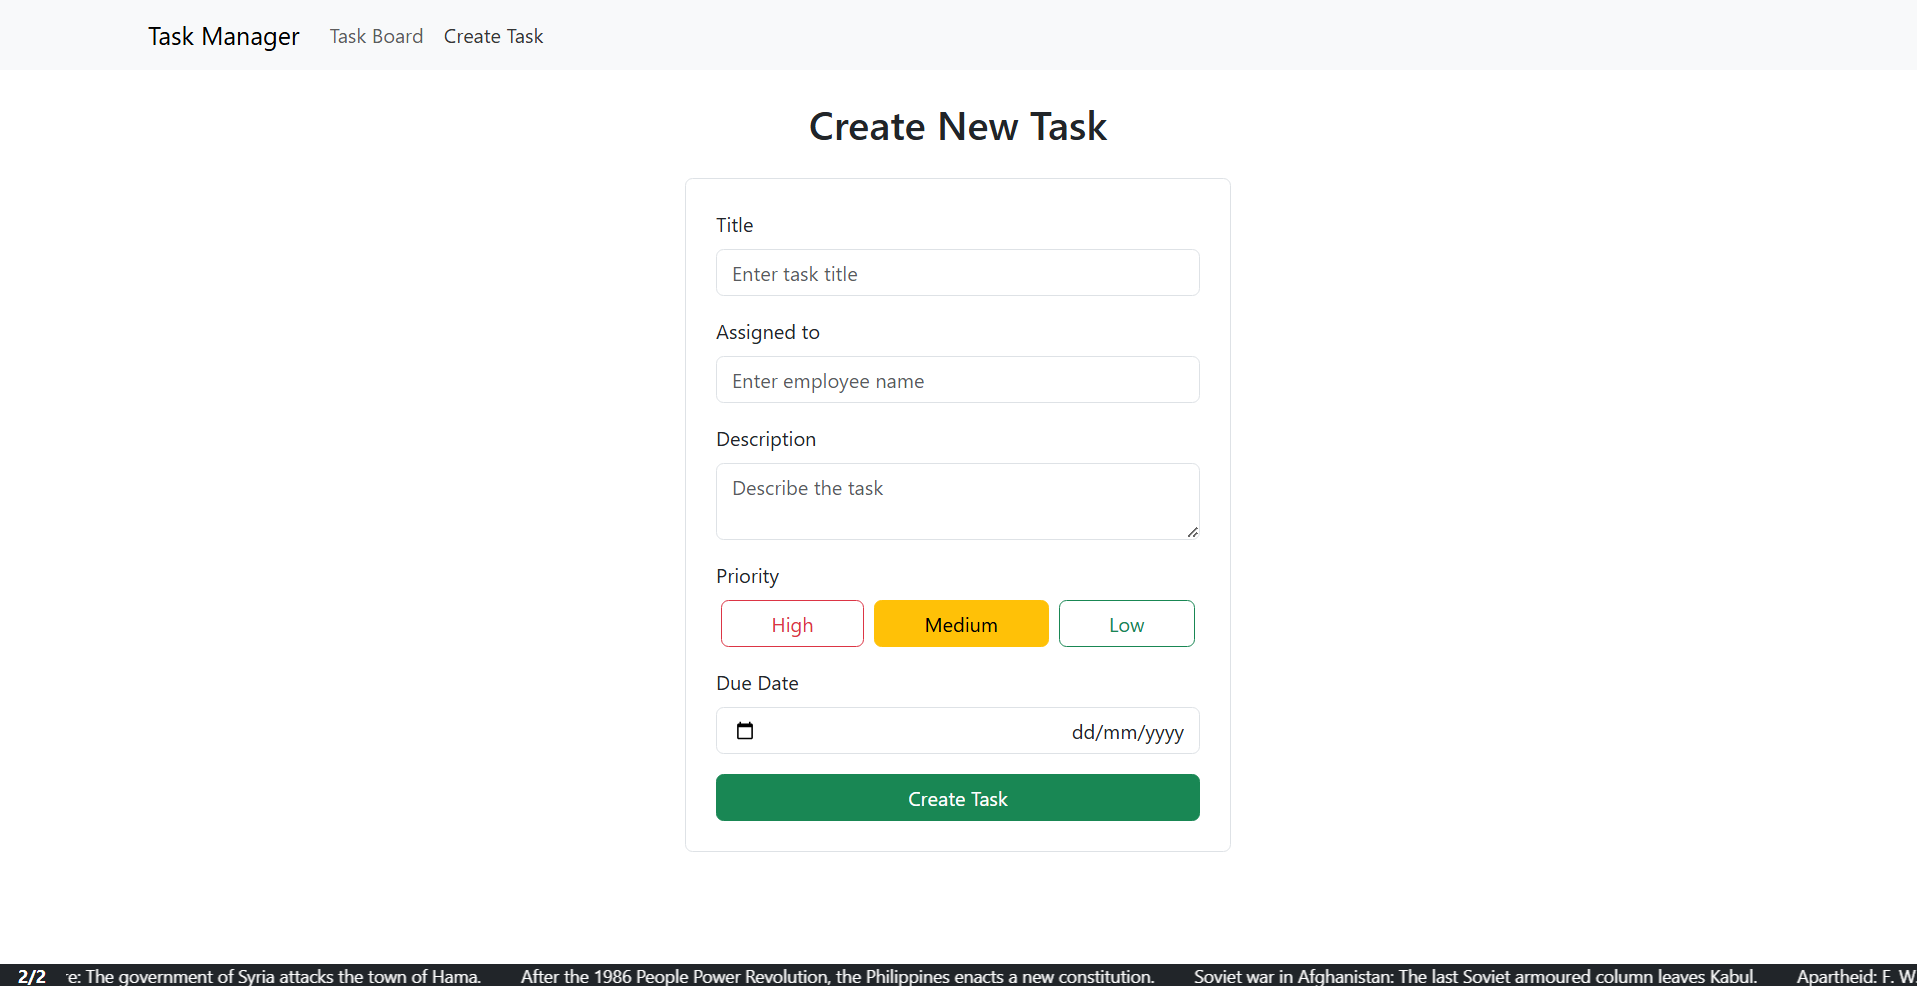 Task Manager Task Board Create Task
Create New Task
Title
Enter task title
Assigned to
Enter employee name
Description
Describe the task
Priority
High Medium Low
Due Date
dd/mm/yyyy
Create Task
2/2 e: The government of Syria attacks the town of Hama. After the 1986 People Power Revolution, the Philippines enacts a new constitution. Soviet war in Afghanistan: The last Soviet armoured column leaves Kabul. Apartheid: F. W.